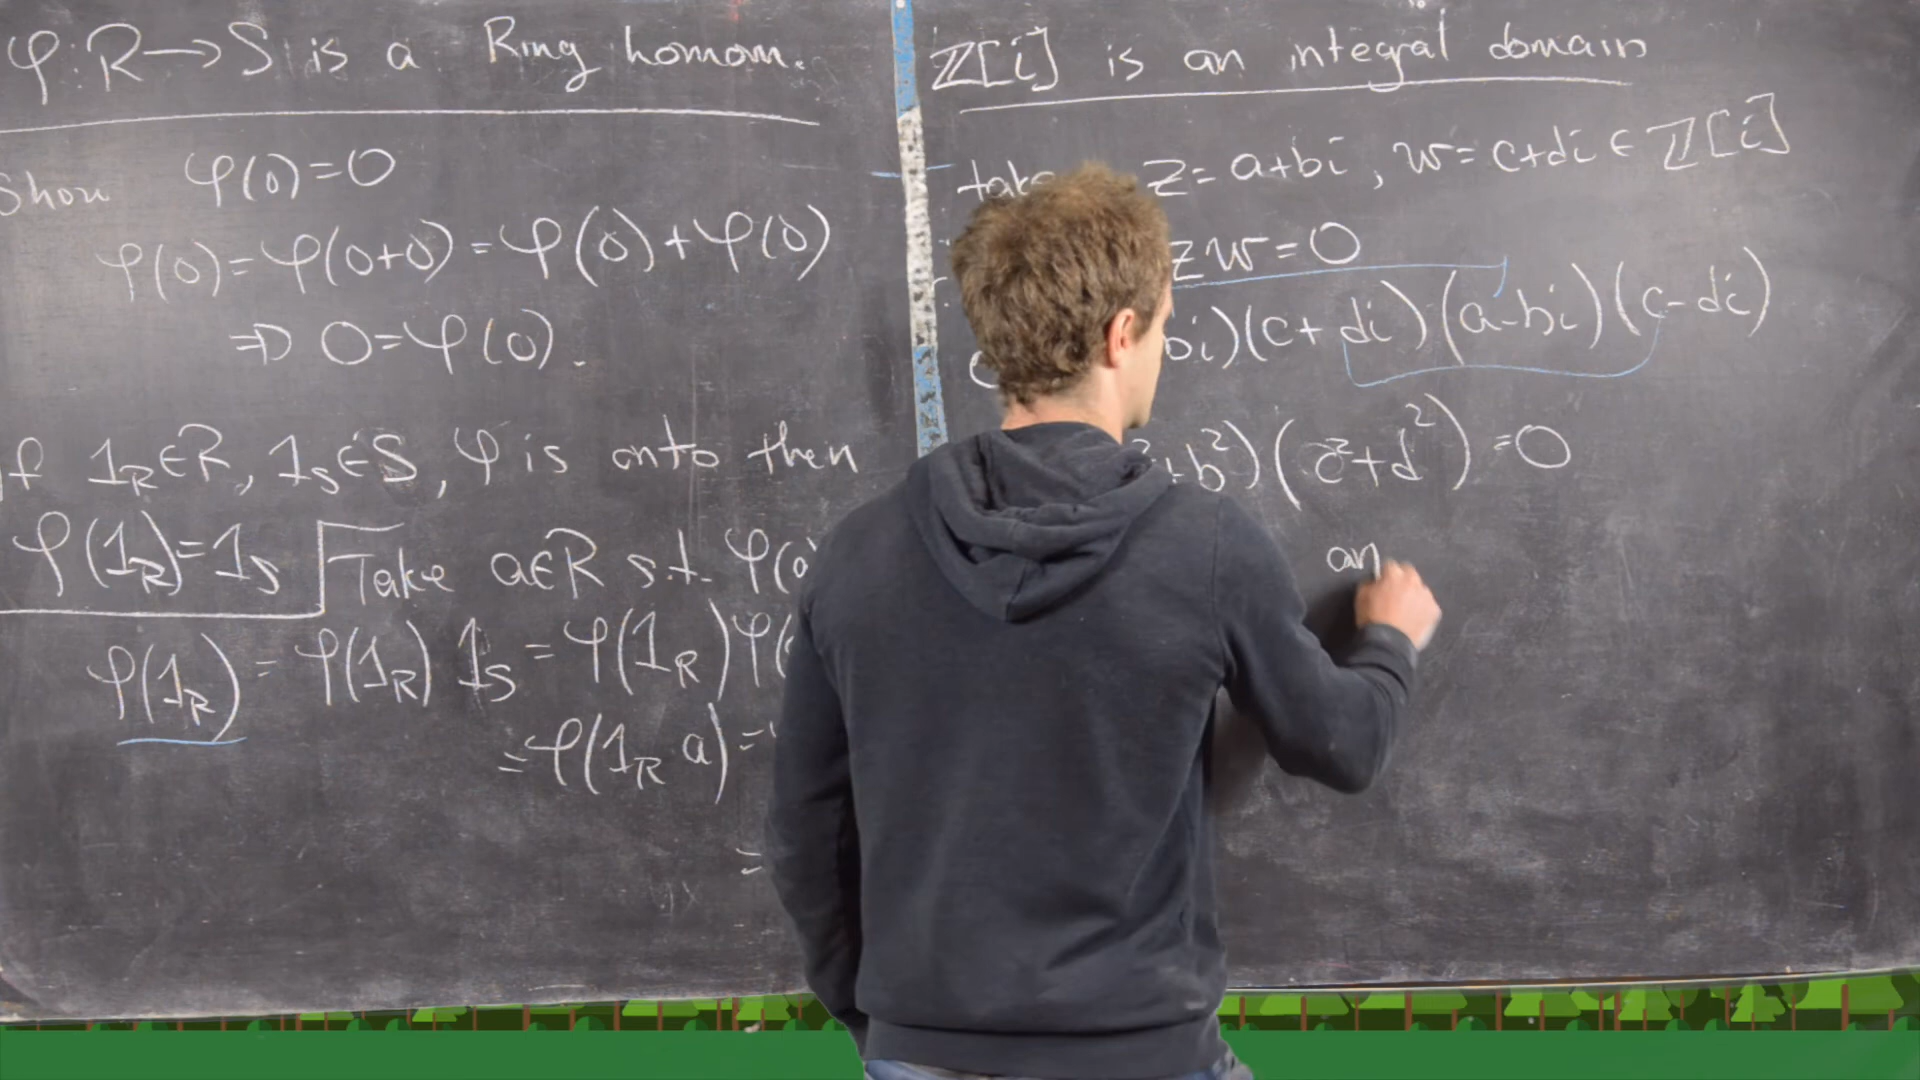 φ:R→S is a Ring homom.
Show φ(0)=0
φ(0)=φ(0+0)=φ(0)+φ(0)
⇒ 0=φ(0).
If 1_R∈R, 1_S∈S, φ is onto then
φ(1_R)=1_S Take a∈R s.t. φ(a
φ(1_R) = φ(1_R) 1_S = φ(1_R)φ(
=φ(1_R a)=
=
ℤ[i] is an integral domain
take z=a+bi, w=c+di ∈ ℤ[i]
zw=0
bi)(c+di)(a-bi)(c-di)
²+b²)(c²+d²)=0
an